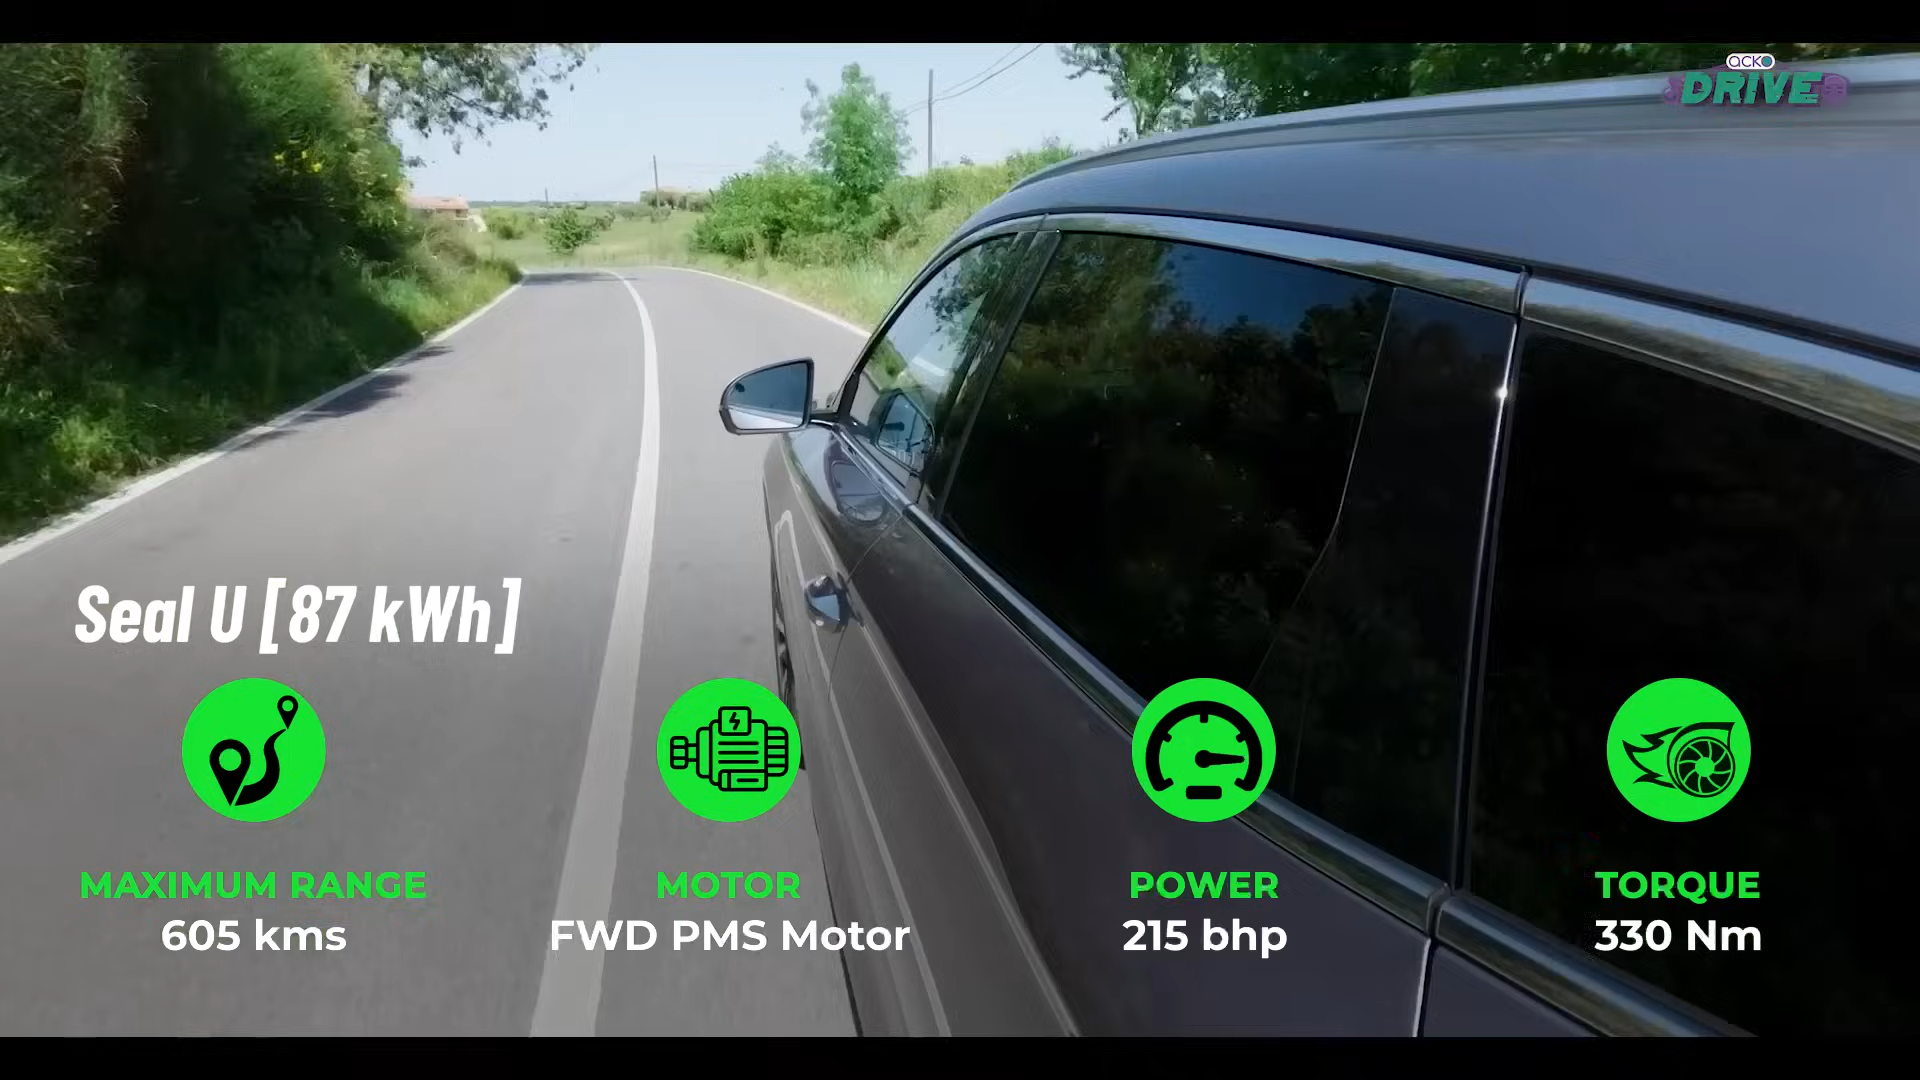 acko
DRIVE
Seal U [87 kWh]
MAXIMUM RANGE
605 kms
MOTOR
FWD PMS Motor
POWER
215 bhp
TORQUE
330 Nm